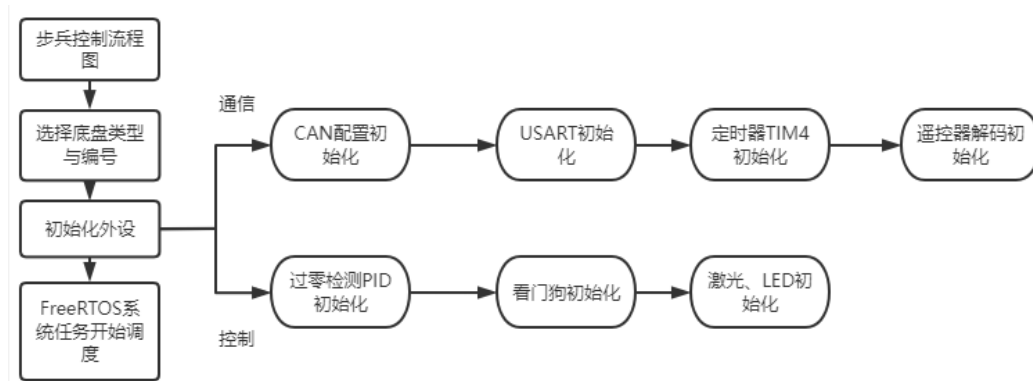 步兵控制流程
图
选择底盘类型
与编号
初始化外设
FreeRTOS系
统任务开始调
度
通信
CAN配置初
始化
USART初始
化
定时器TIM4
初始化
遥控器解码初
始化
过零检测PID
初始化
看门狗初始化
激光、LED初
始化
控制